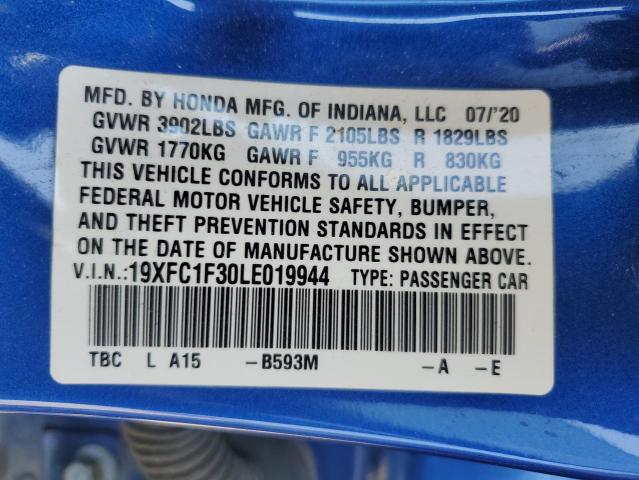 MFD. BY HONDA MFG. OF INDIANA, LLC 07/'20
GVWR 3902LBS GAWR F 2105LBS R 1829LBS
GVWR 1770KG GAWR F 955KG R 830KG
THIS VEHICLE CONFORMS TO ALL APPLICABLE
FEDERAL MOTOR VEHICLE SAFETY, BUMPER,
AND THEFT PREVENTION STANDARDS IN EFFECT
ON THE DATE OF MANUFACTURE SHOWN ABOVE.
V.I.N.:19XFC1F30LE019944 TYPE: PASSENGER CAR
TBC L A15 -B593M -A -E